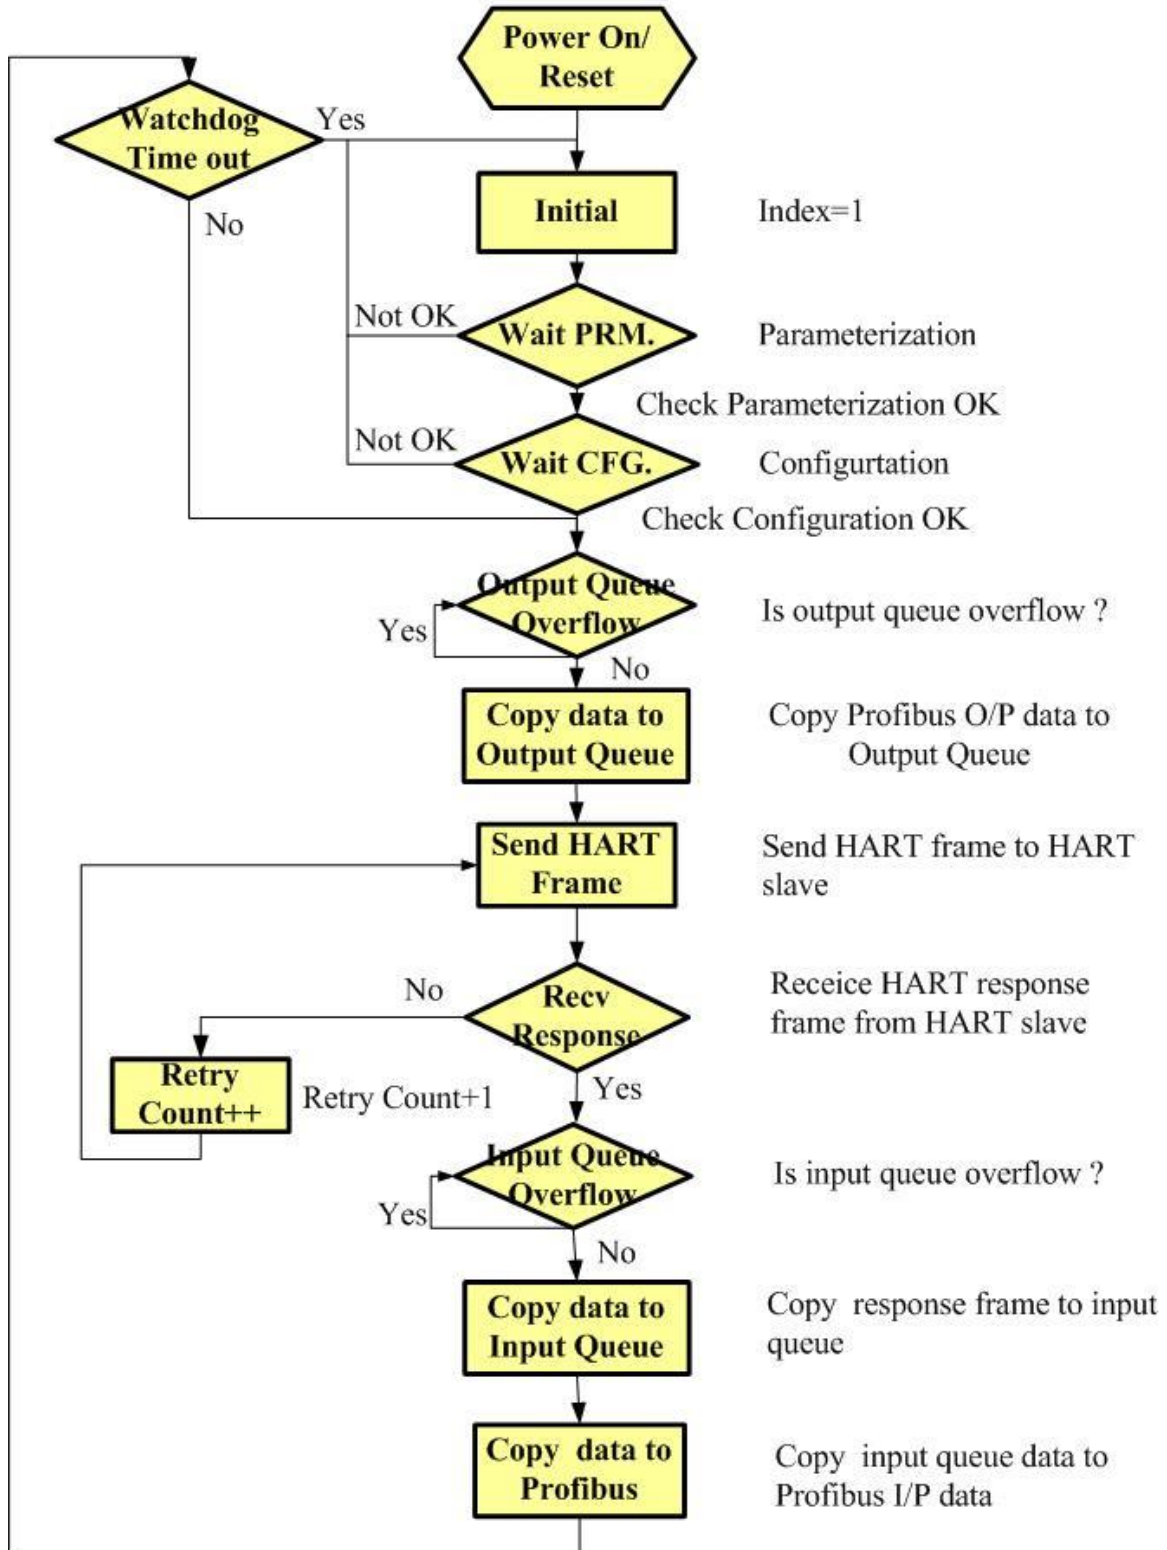 Power On/
Reset
Watchdog
Time out
Yes
No
Initial
Index=1
Not OK
Wait PRM.
Parameterization
Check Parameterization OK
Not OK
Wait CFG.
Configurtation
Check Configuration OK
Output Queue
Overflow
Yes
Is output queue overflow ?
No
Copy data to
Output Queue
Copy Profibus O/P data to
Output Queue
Send HART
Frame
Send HART frame to HART
slave
No
Recv
Response
Receice HART response
frame from HART slave
Retry
Count++
Retry Count+1
Yes
Input Queue
Overflow
Yes
Is input queue overflow ?
No
Copy data to
Input Queue
Copy response frame to input
queue
Copy data to
Profibus
Copy input queue data to
Profibus I/P data